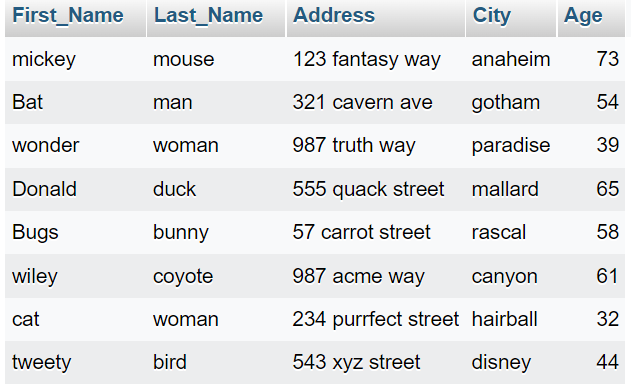 First_Name Last_Name Address City Age
mickey mouse 123 fantasy way anaheim 73
Bat man 321 cavern ave gotham 54
wonder woman 987 truth way paradise 39
Donald duck 555 quack street mallard 65
Bugs bunny 57 carrot street rascal 58
wiley coyote 987 acme way canyon 61
cat woman 234 purrfect street hairball 32
tweety bird 543 xyz street disney 44